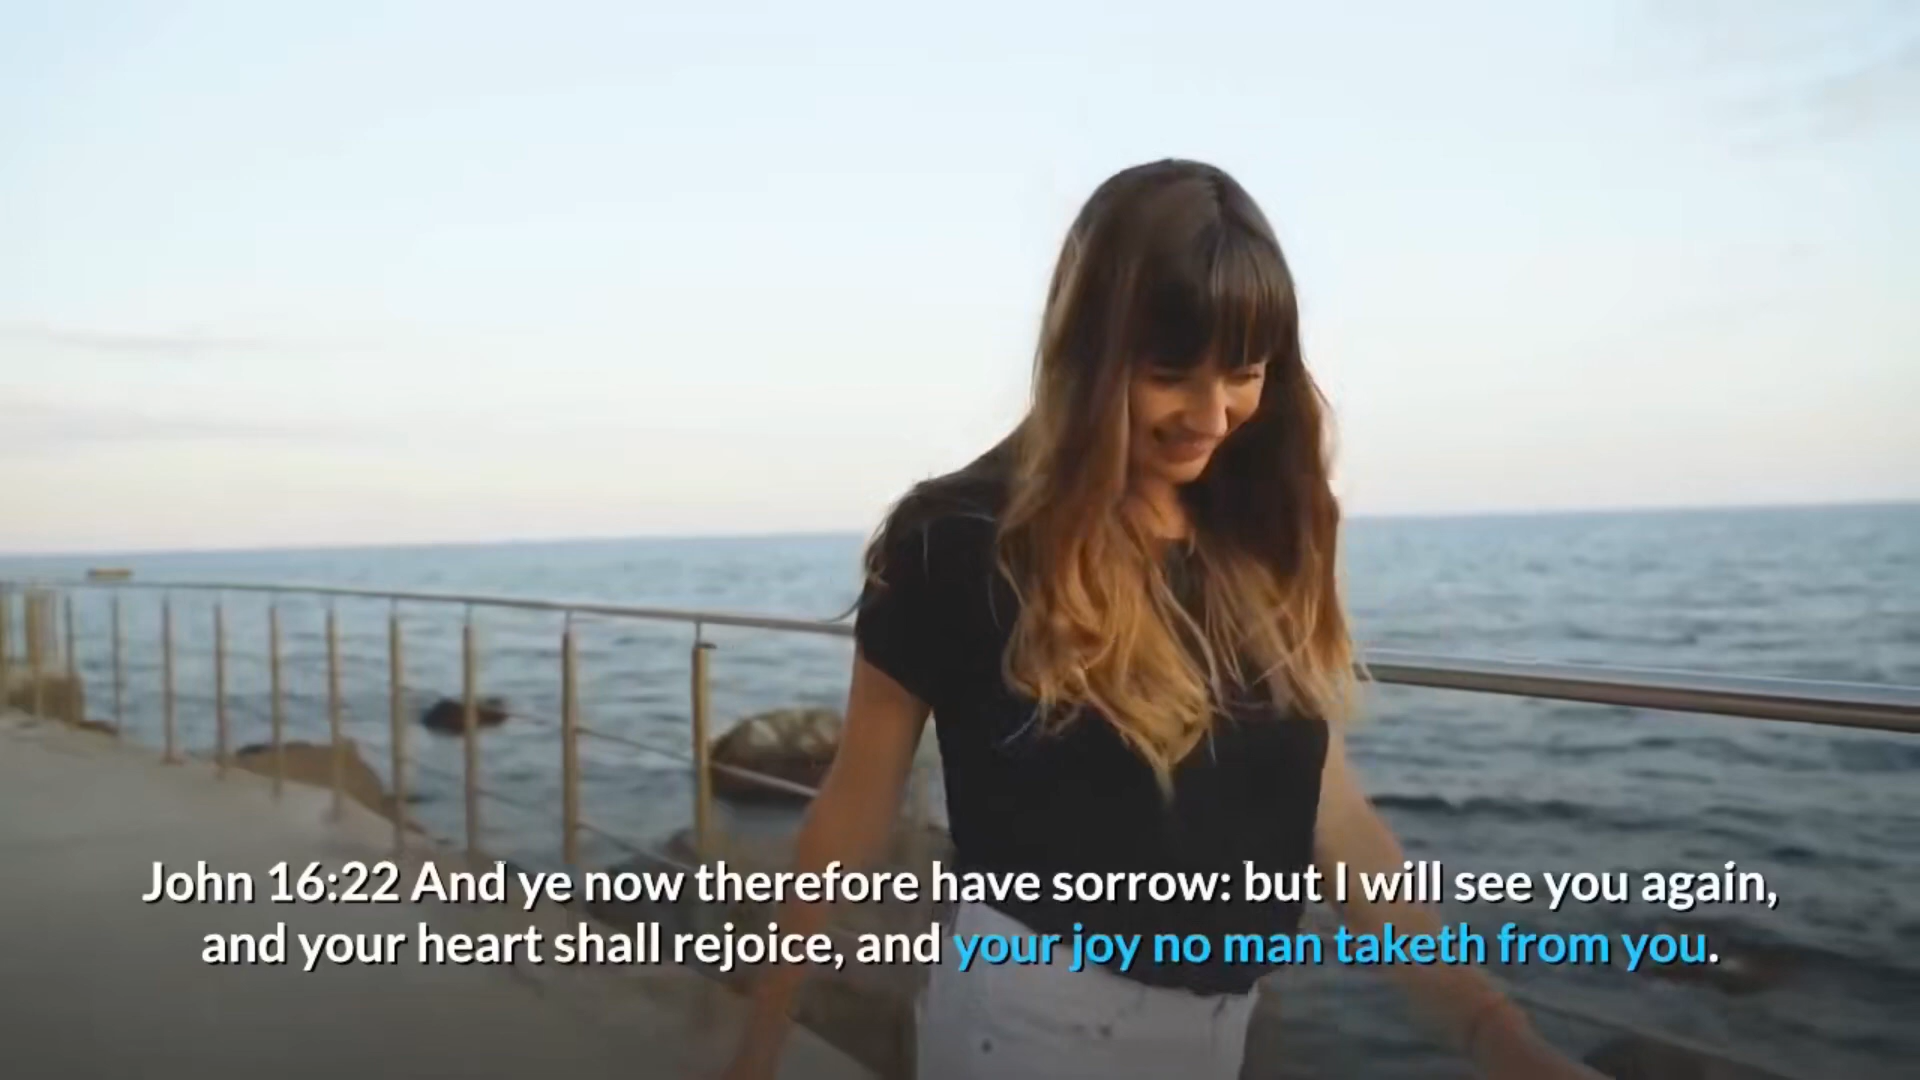 John 16:22 And ye now therefore have sorrow: but I will see you again,
and your heart shall rejoice, and your joy no man taketh from you.